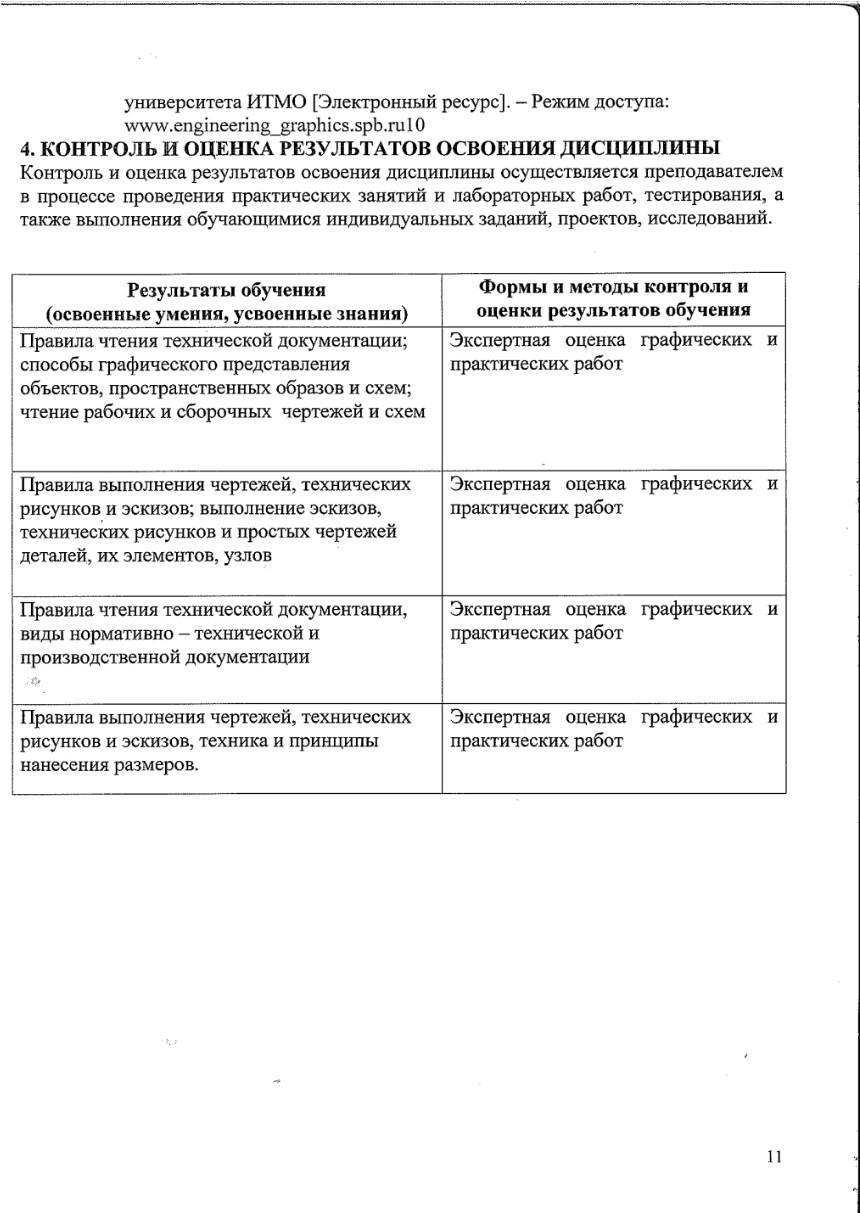 университета ИТМО [Электронный ресурс]. – Режим доступа:
www.engineering_graphics.spb.ru10
4. КОНТРОЛЬ И ОЦЕНКА РЕЗУЛЬТАТОВ ОСВОЕНИЯ ДИСЦИПЛИНЫ
Контроль и оценка результатов освоения дисциплины осуществляется преподавателем
в процессе проведения практических занятий и лабораторных работ, тестирования, а
также выполнения обучающимися индивидуальных заданий, проектов, исследований.
Результаты обучения
(освоенные умения, усвоенные знания)
Формы и методы контроля и
оценки результатов обучения
Правила чтения технической документации;
способы графического представления
объектов, пространственных образов и схем;
чтение рабочих и сборочных чертежей и схем
Экспертная оценка графических и
практических работ
Правила выполнения чертежей, технических
рисунков и эскизов; выполнение эскизов,
технических рисунков и простых чертежей
деталей, их элементов, узлов
Экспертная оценка графических и
практических работ
Правила чтения технической документации,
виды нормативно – технической и
производственной документации
Экспертная оценка графических и
практических работ
Правила выполнения чертежей, технических
рисунков и эскизов, техника и принципы
нанесения размеров.
Экспертная оценка графических и
практических работ
11